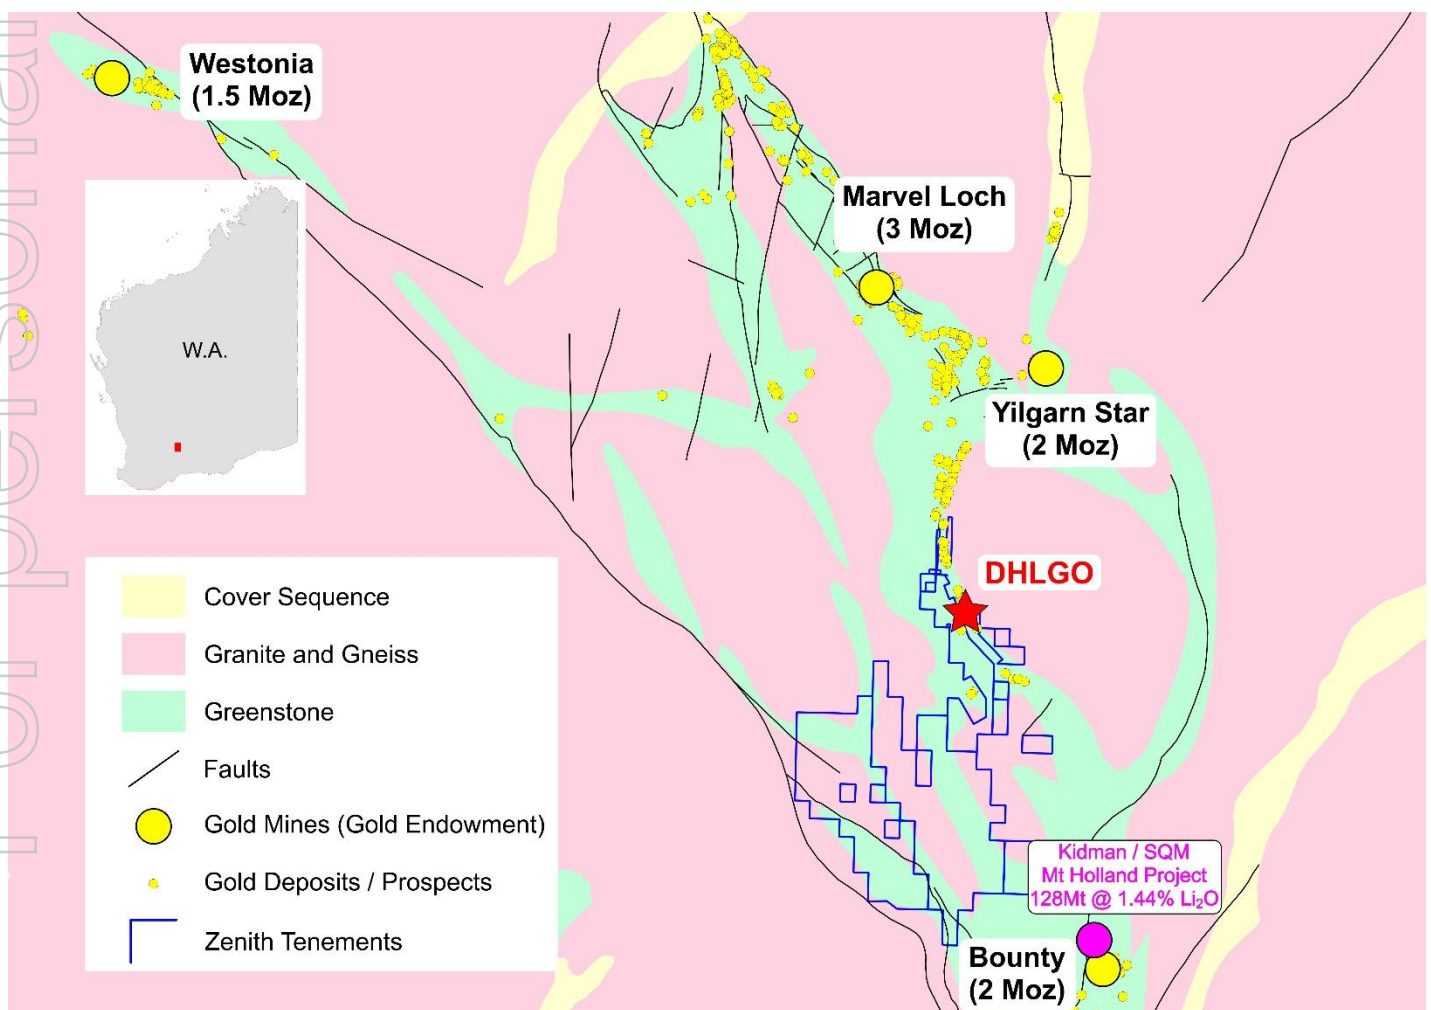 Westonia
(1.5 Moz)
Marvel Loch
(3 Moz)
W.A.
Yilgarn Star
(2 Moz)
DHLGO
Cover Sequence
Granite and Gneiss
Greenstone
Faults
Gold Mines (Gold Endowment)
Gold Deposits / Prospects
Zenith Tenements
Kidman / SQM
Mt Holland Project
128Mt @ 1.44% Li₂O
Bounty
(2 Moz)